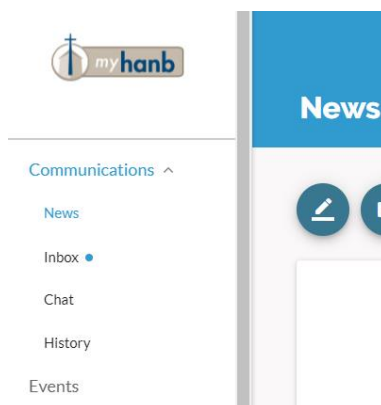 myhanb
News
Communications
News
Inbox
Chat
History
Events